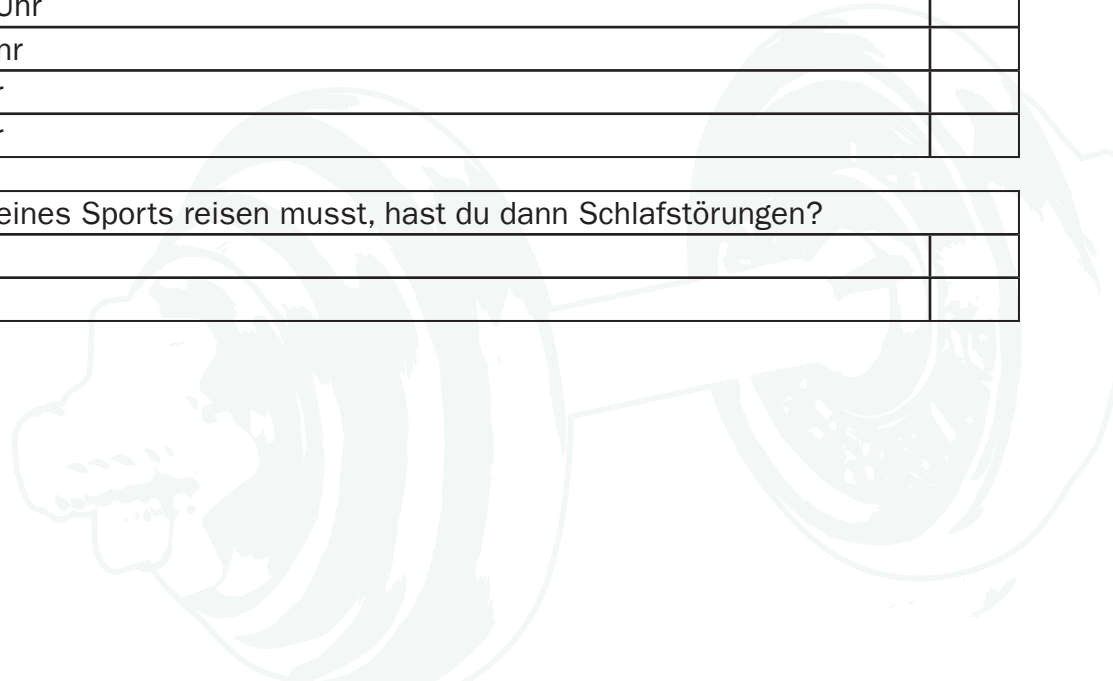 Uhr
hr
r
r
eines Sports reisen musst, hast du dann Schlafstörungen?